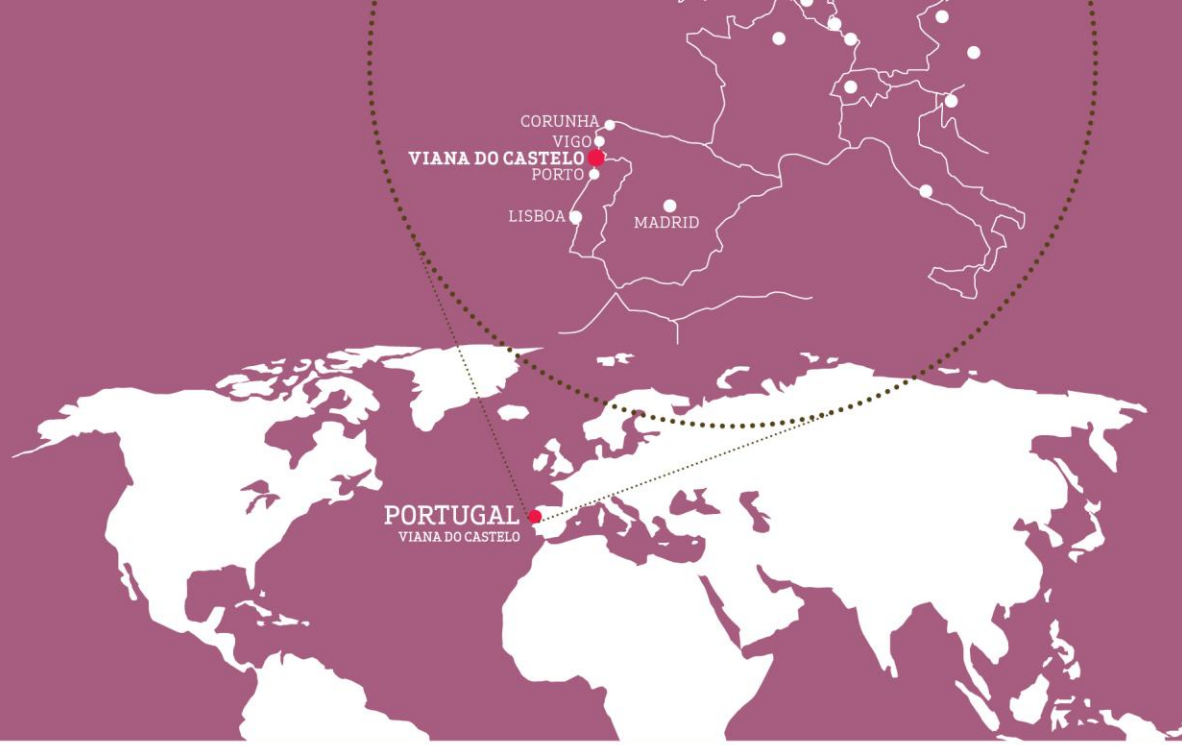 CORUNHA
VIGO
VIANA DO CASTELO
PORTO
LISBOA
MADRID
PORTUGAL
VIANA DO CASTELO